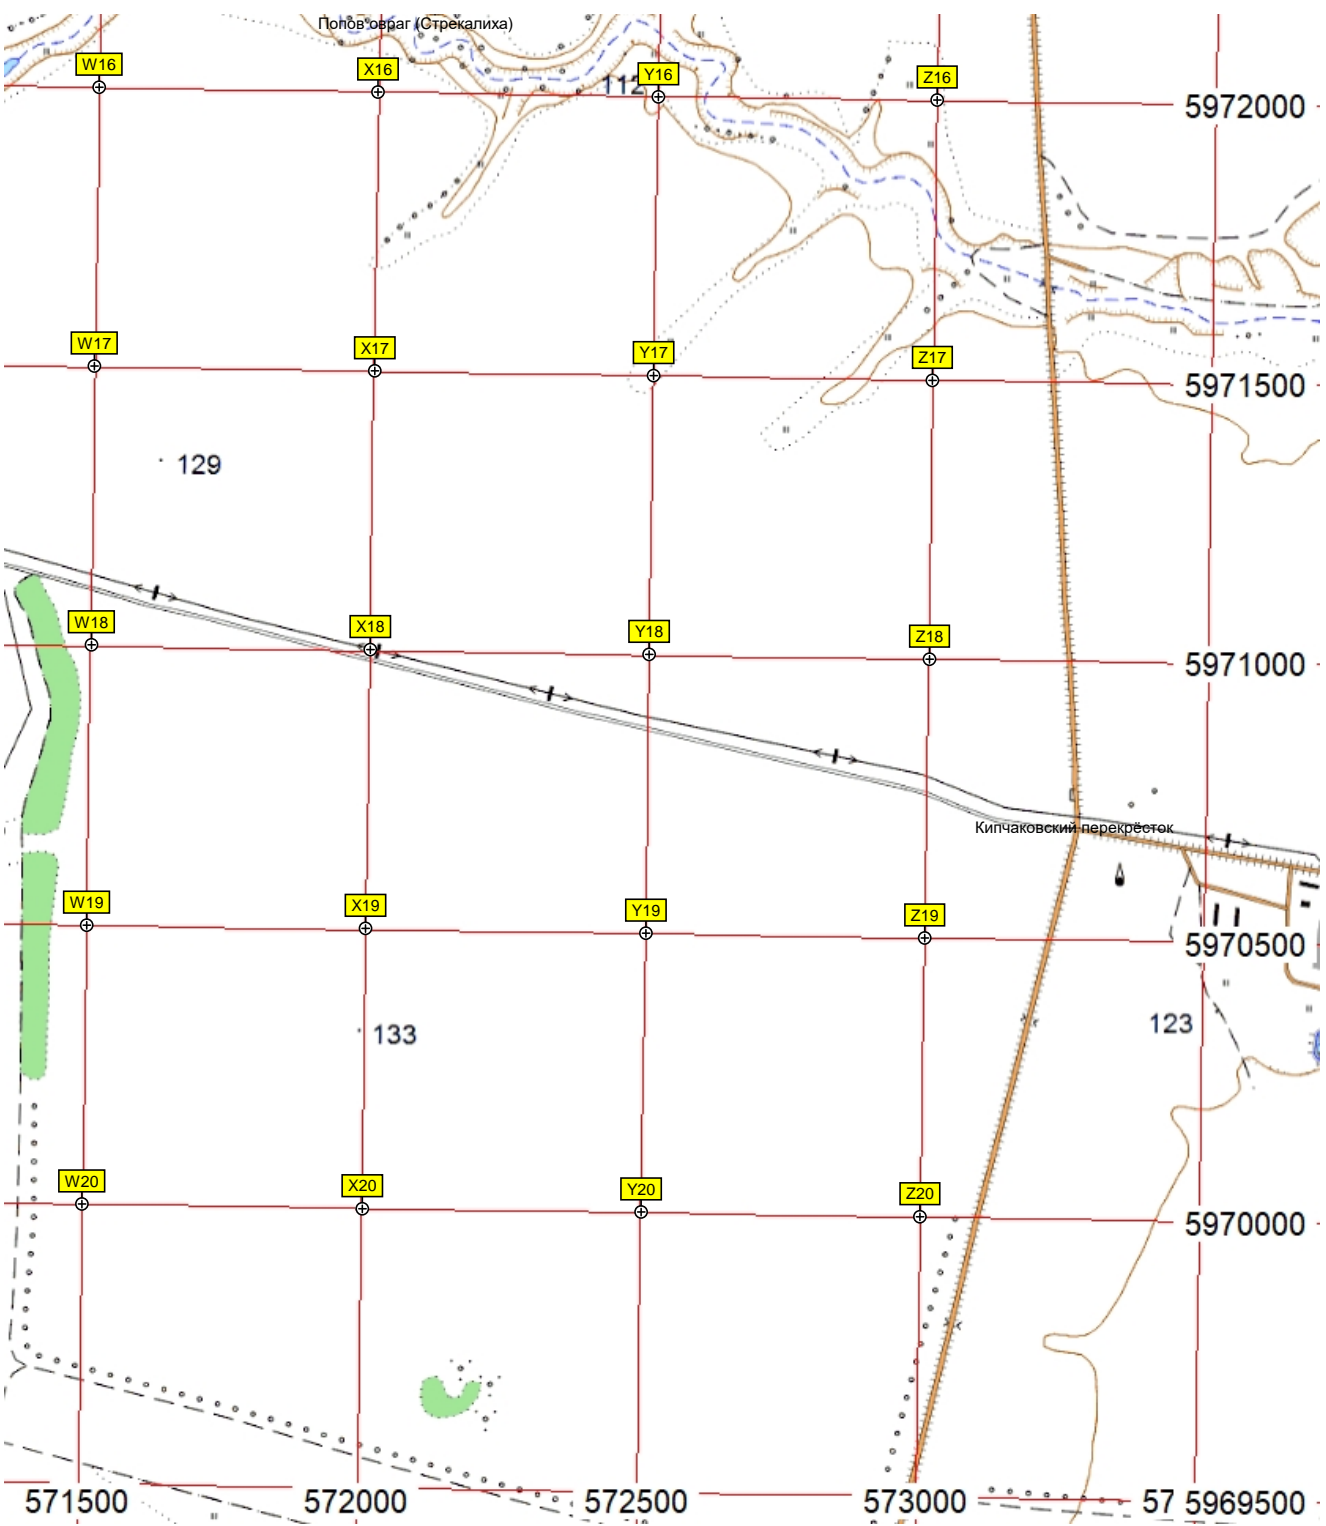 Попов овраг (Стрекалиха)
W16
X16
112
Y16
Z16
5972000
W17
X17
Y17
Z17
5971500
129
W18
X18
Y18
Z18
5971000
Кипчаковский перекрёсток
W19
X19
Y19
Z19
5970500
133
123
W20
X20
Y20
Z20
5970000
571500
572000
572500
573000
57
5969500